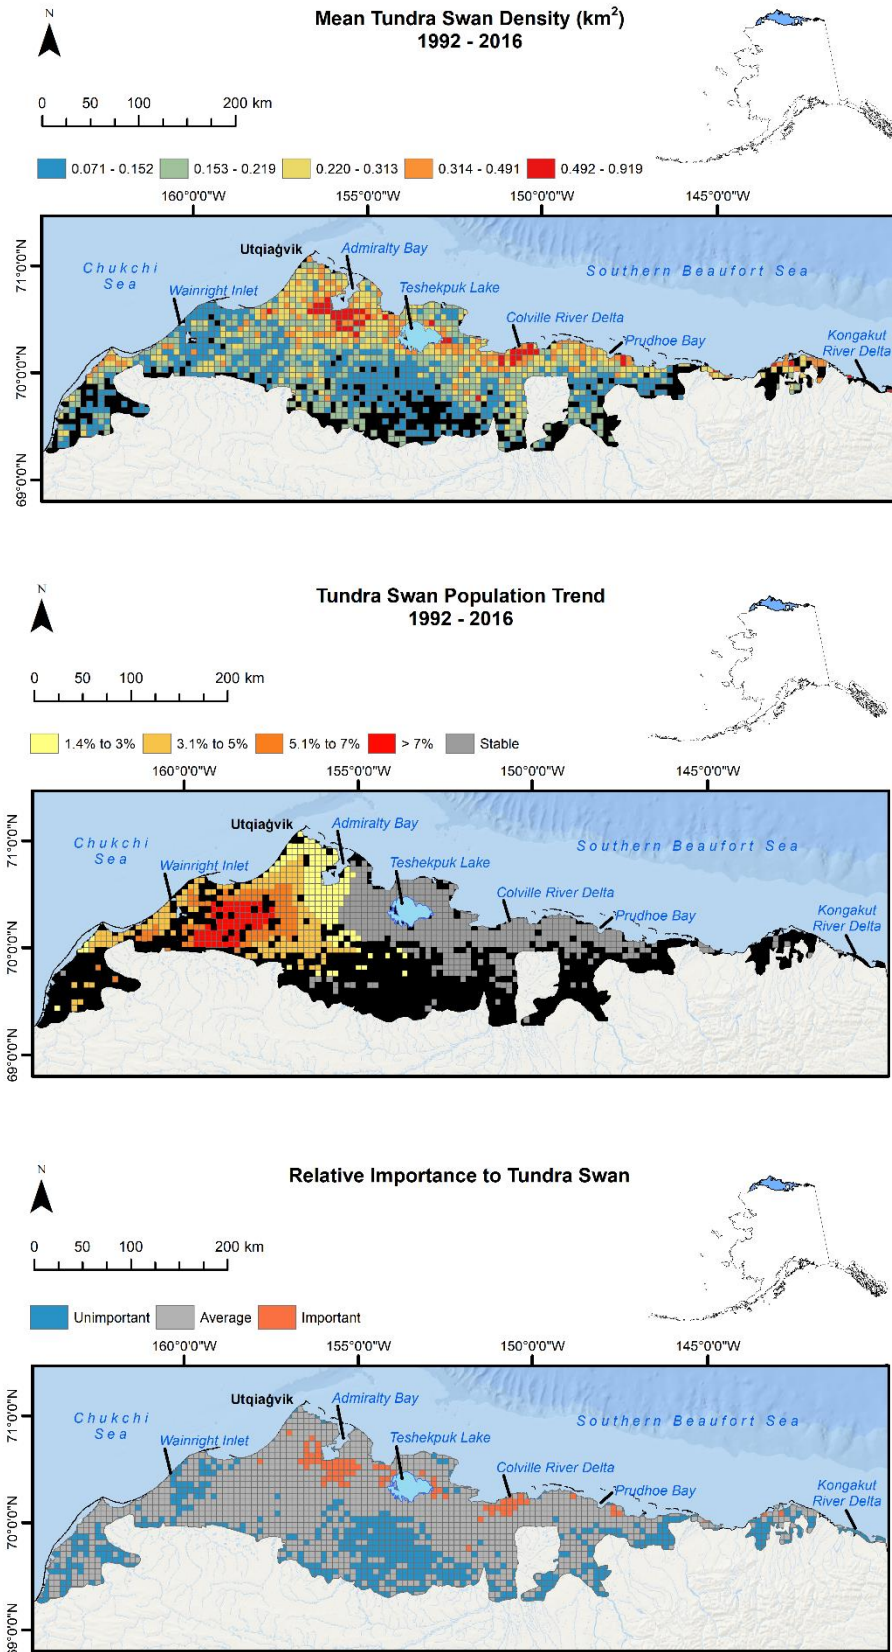 Mean Tundra Swan Density (km²)
1992 - 2016
N
0 50 100 200 km
0.071 - 0.152 0.153 - 0.219 0.220 - 0.313 0.314 - 0.491 0.492 - 0.919
160°0'0"W 155°0'0"W 150°0'0"W 145°0'0"W
71°0'0"N
70°0'0"N
69°0'0"N
Utqiaġvik
Admiralty Bay
Chukchi
Sea
Southern Beaufort Sea
Wainright Inlet
Teshekpuk Lake
Colville River Delta
Prudhoe Bay
Kongakut
River Delta
Tundra Swan Population Trend
1992 - 2016
N
0 50 100 200 km
1.4% to 3% 3.1% to 5% 5.1% to 7% > 7% Stable
160°0'0"W 155°0'0"W 150°0'0"W 145°0'0"W
71°0'0"N
70°0'0"N
69°0'0"N
Utqiaġvik
Admiralty Bay
Chukchi
Sea
Southern Beaufort Sea
Wainright Inlet
Teshekpuk Lake
Colville River Delta
Prudhoe Bay
Kongakut
River Delta
Relative Importance to Tundra Swan
N
0 50 100 200 km
Unimportant Average Important
160°0'0"W 155°0'0"W 150°0'0"W 145°0'0"W
71°0'0"N
70°0'0"N
69°0'0"N
Utqiaġvik
Admiralty Bay
Chukchi
Sea
Southern Beaufort Sea
Wainright Inlet
Teshekpuk Lake
Colville River Delta
Prudhoe Bay
Kongakut
River Delta